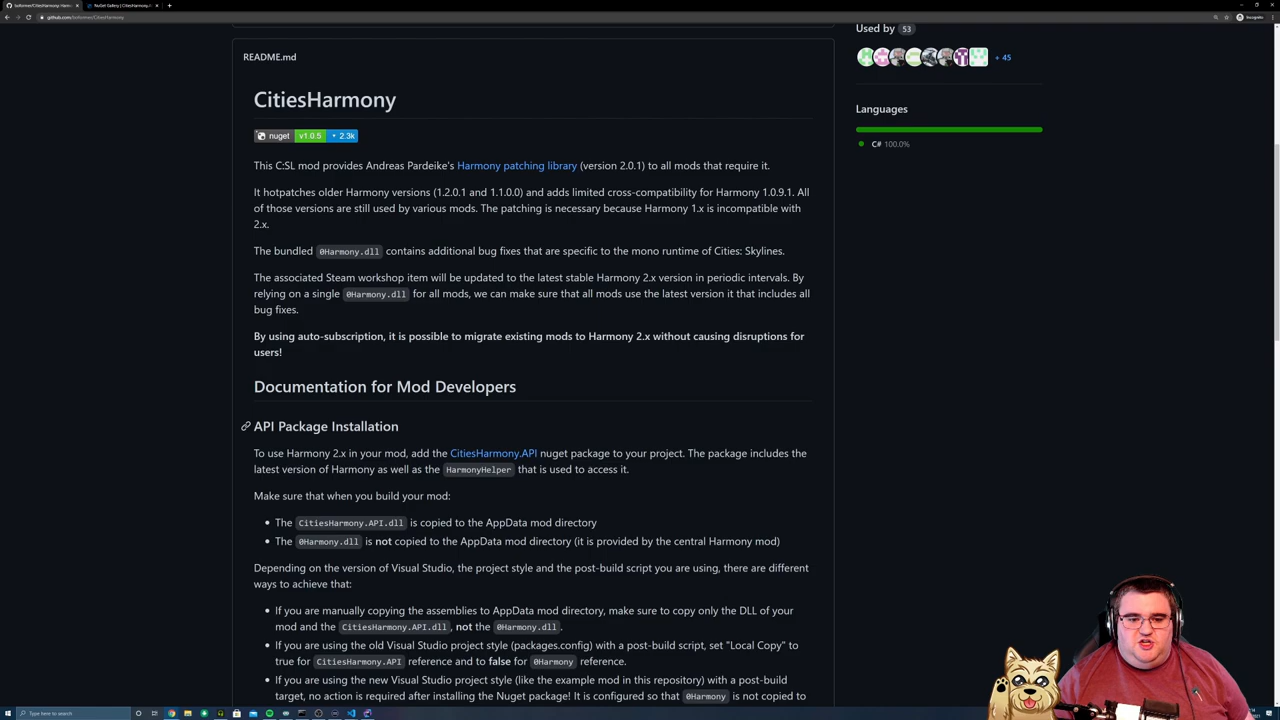 boformer/CitiesHarmony: Harm
NuGet Gallery | CitiesHarmony.A
github.com/boformer/CitiesHarmony
Incognito
README.md
Used by 53
+ 45
CitiesHarmony
nuget v1.0.5 2.3k
Languages
C# 100.0%
This C:SL mod provides Andreas Pardeike's Harmony patching library (version 2.0.1) to all mods that require it.
It hotpatches older Harmony versions (1.2.0.1 and 1.1.0.0) and adds limited cross-compatibility for Harmony 1.0.9.1. All
of those versions are still used by various mods. The patching is necessary because Harmony 1.x is incompatible with
2.x.
The bundled 0Harmony.dll contains additional bug fixes that are specific to the mono runtime of Cities: Skylines.
The associated Steam workshop item will be updated to the latest stable Harmony 2.x version in periodic intervals. By
relying on a single 0Harmony.dll for all mods, we can make sure that all mods use the latest version it that includes all
bug fixes.
By using auto-subscription, it is possible to migrate existing mods to Harmony 2.x without causing disruptions for
users!
Documentation for Mod Developers
API Package Installation
To use Harmony 2.x in your mod, add the CitiesHarmony.API nuget package to your project. The package includes the
latest version of Harmony as well as the HarmonyHelper that is used to access it.
Make sure that when you build your mod:
• The CitiesHarmony.API.dll is copied to the AppData mod directory
• The 0Harmony.dll is not copied to the AppData mod directory (it is provided by the central Harmony mod)
Depending on the version of Visual Studio, the project style and the post-build script you are using, there are different
ways to achieve that:
• If you are manually copying the assemblies to AppData mod directory, make sure to copy only the DLL of your
mod and the CitiesHarmony.API.dll, not the 0Harmony.dll.
• If you are using the old Visual Studio project style (packages.config) with a post-build script, set "Local Copy" to
true for CitiesHarmony.API reference and to false for 0Harmony reference.
• If you are using the new Visual Studio project style (like the example mod in this repository) with a post-build
target, no action is required after installing the Nuget package! It is configured so that 0Harmony is not copied to
Type here to search